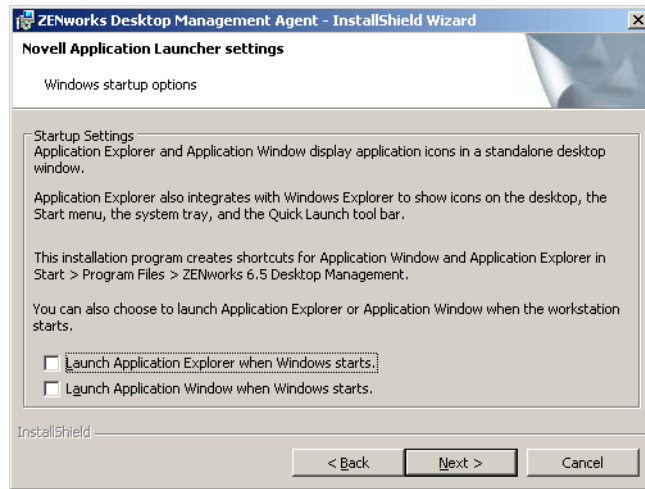 ZENworks Desktop Management Agent - InstallShield Wizard
Novell Application Launcher settings
Windows startup options
Startup Settings
Application Explorer and Application Window display application icons in a standalone desktop
window.
Application Explorer also integrates with Windows Explorer to show icons on the desktop, the
Start menu, the system tray, and the Quick Launch tool bar.
This installation program creates shortcuts for Application Window and Application Explorer in
Start > Program Files > ZENworks 6.5 Desktop Management.
You can also choose to launch Application Explorer or Application Window when the workstation
starts.
Launch Application Explorer when Windows starts.
Launch Application Window when Windows starts.
InstallShield
< Back Next > Cancel